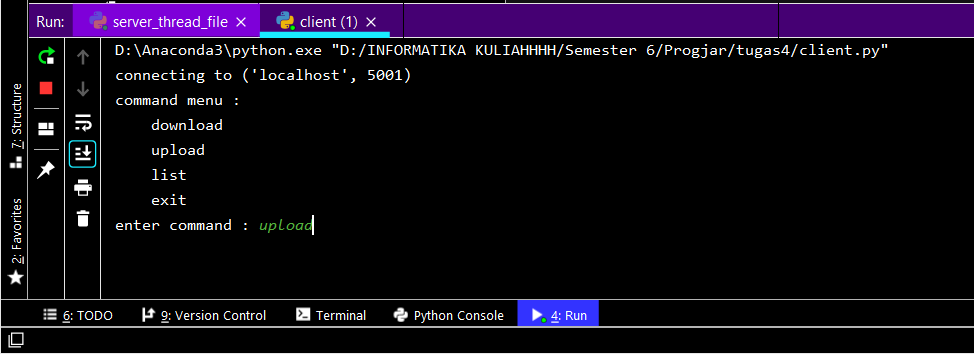 Run: server_thread_file × client (1) ×
D:\Anaconda3\python.exe "D:/INFORMATIKA KULIAHHHH/Semester 6/Progjar/tugas4/client.py"
connecting to ('localhost', 5001)
command menu :
download
upload
list
exit
enter command : upload
7: Structure
2: Favorites
6: TODO 9: Version Control Terminal Python Console 4: Run